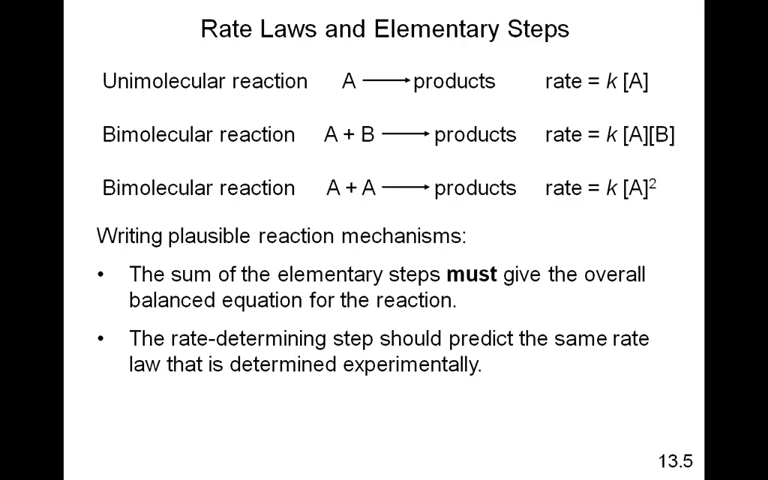 Rate Laws and Elementary Steps
Unimolecular reaction A ⟶ products rate = k [A]
Bimolecular reaction A + B ⟶ products rate = k [A][B]
Bimolecular reaction A + A ⟶ products rate = k [A]²
Writing plausible reaction mechanisms:
• The sum of the elementary steps must give the overall
balanced equation for the reaction.
• The rate-determining step should predict the same rate
law that is determined experimentally.
13.5